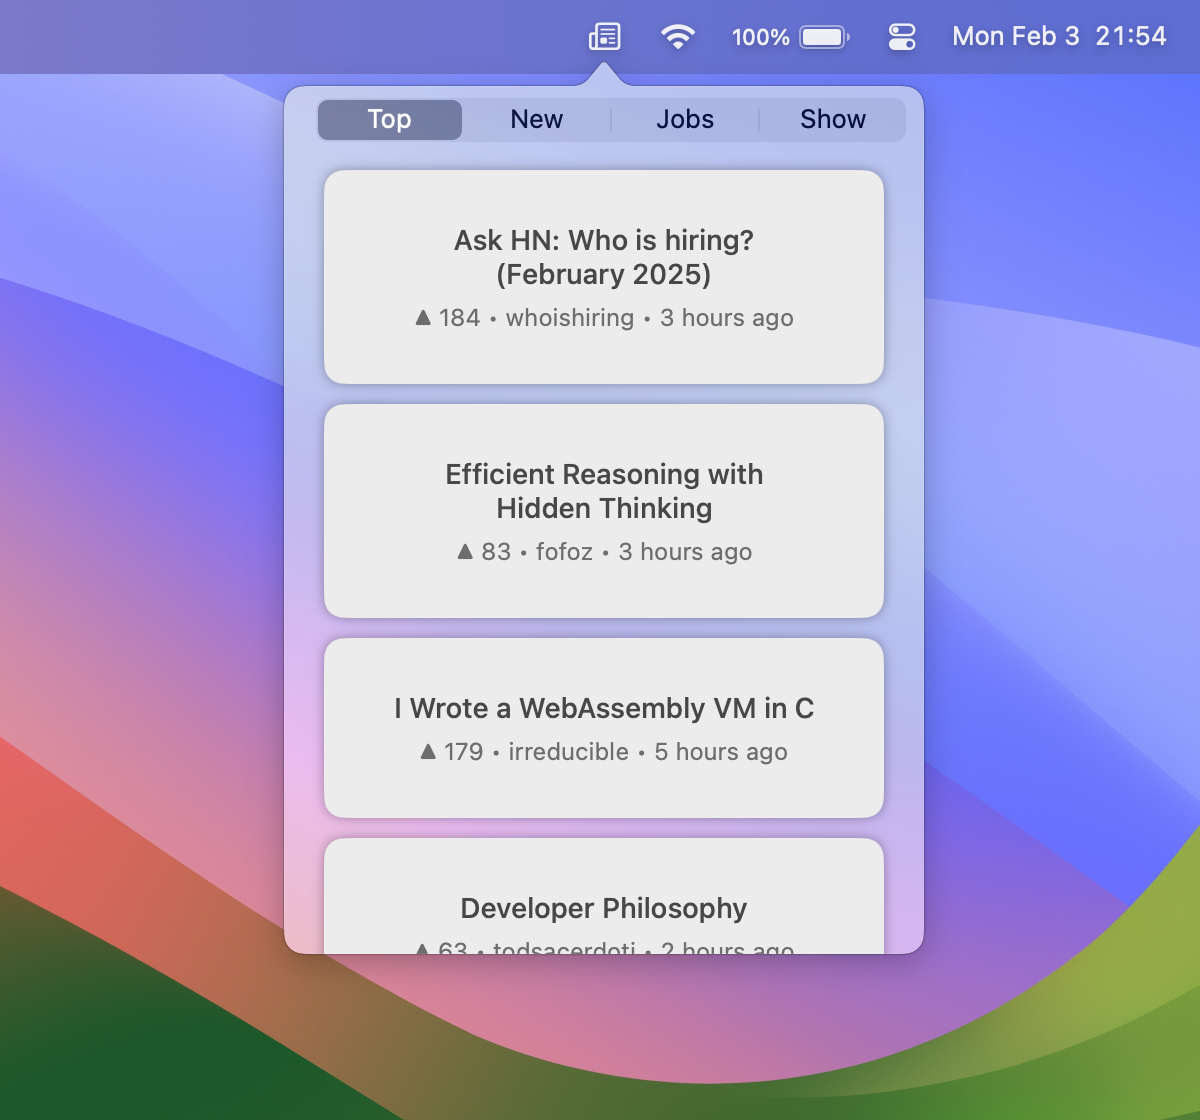 100% Mon Feb 3 21:54
Top New Jobs Show
Ask HN: Who is hiring?
(February 2025)
▲ 184 • whoishiring • 3 hours ago
Efficient Reasoning with
Hidden Thinking
▲ 83 • fofoz • 3 hours ago
I Wrote a WebAssembly VM in C
▲ 179 • irreducible • 5 hours ago
Developer Philosophy
▲ 63 • todsacerdoti • 2 hours ago